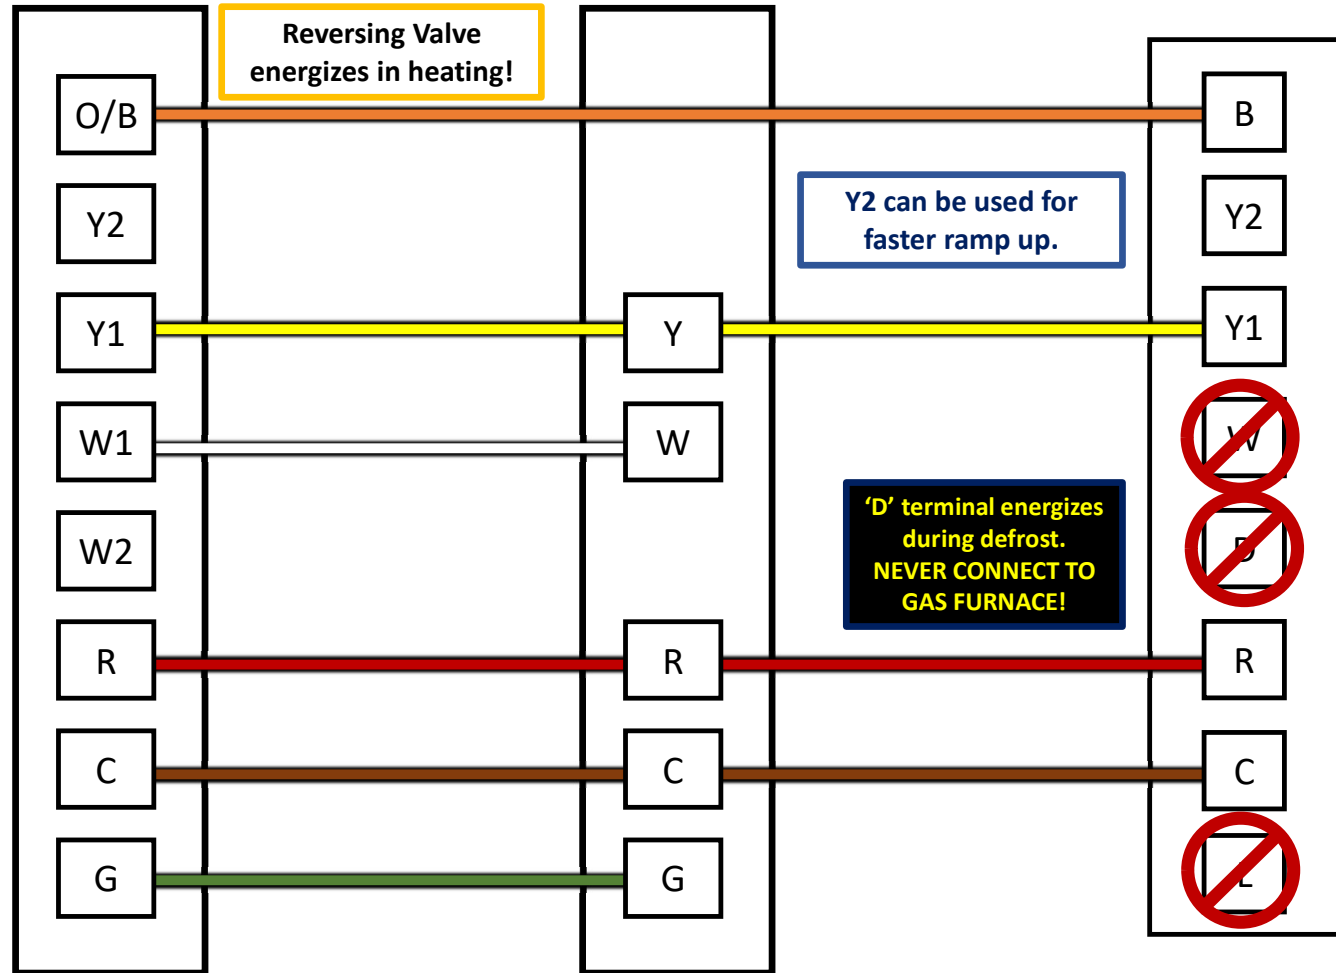 Reversing Valve
energizes in heating!
O/B
B
Y2
Y2 can be used for
faster ramp up.
Y2
Y1
Y
Y1
W1
W
W
'D' terminal energizes
during defrost.
NEVER CONNECT TO
GAS FURNACE!
W2
D
R
R
R
C
C
C
G
G
L